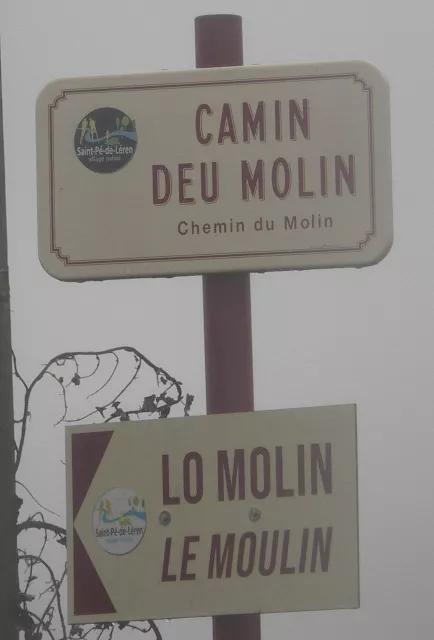 CAMIN
DEU MOLIN
Chemin du Molin
Saint-Pé-de-Léren
LO MOLIN
LE MOULIN
Saint-Pé-de-Léren